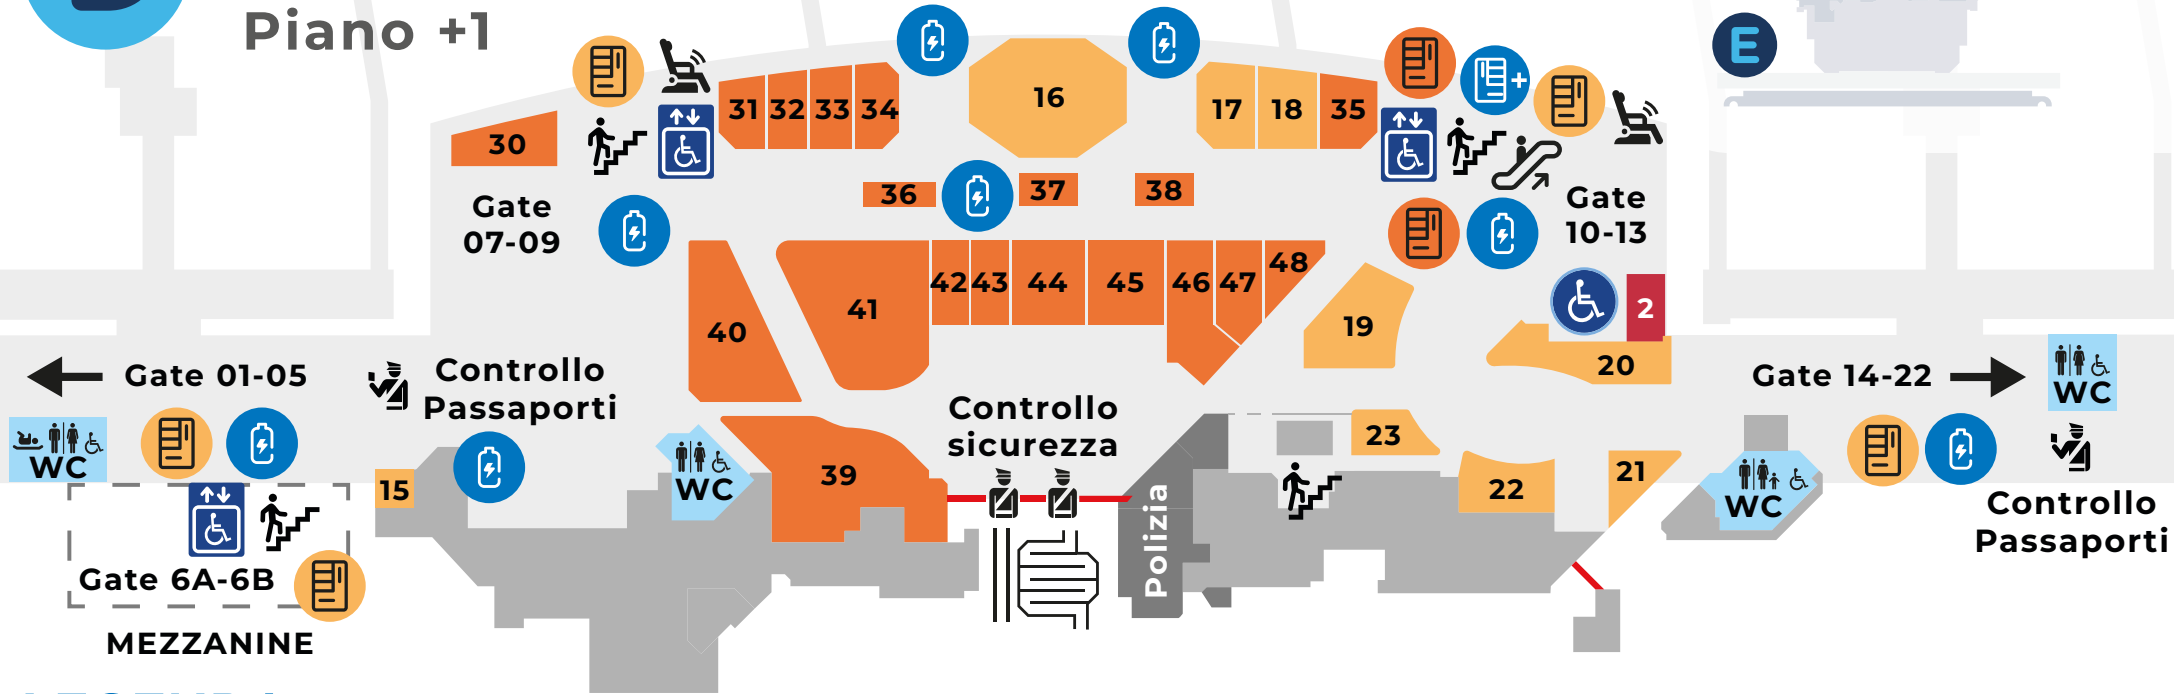 Piano +1
E
31 32 33 34
16
17 18 35
30
36
37
38
Gate
07-09
Gate
10-13
40
41
42 43 44 45 46 47 48
19
2
20
Gate 01-05
Controllo
Passaporti
Gate 14-22
WC
WC
15
WC
39
Controllo
sicurezza
Polizia
23
22
21
WC
Controllo
Passaporti
Gate 6A-6B
MEZZANINE